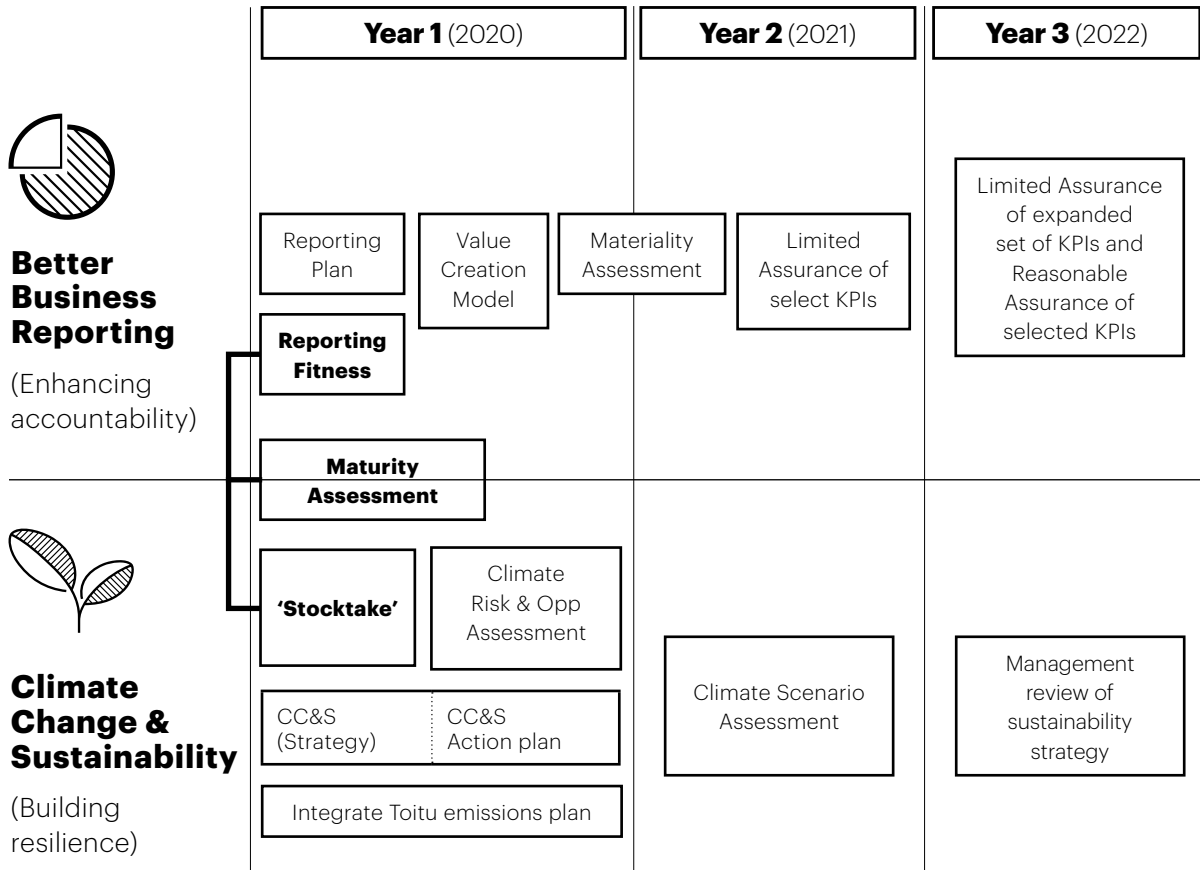 Year 1 (2020)
Year 2 (2021)
Year 3 (2022)
Better
Business
Reporting
(Enhancing
accountability)
Reporting
Plan
Value
Creation
Model
Materiality
Assessment
Limited
Assurance of
select KPIs
Limited Assurance
of expanded
set of KPIs and
Reasonable
Assurance of
selected KPIs
Reporting
Fitness
Maturity
Assessment
Climate
Change &
Sustainability
(Building
resilience)
‘Stocktake’
Climate
Risk & Opp
Assessment
CC&S
(Strategy)
CC&S
Action plan
Integrate Toitu emissions plan
Climate Scenario
Assessment
Management
review of
sustainability
strategy